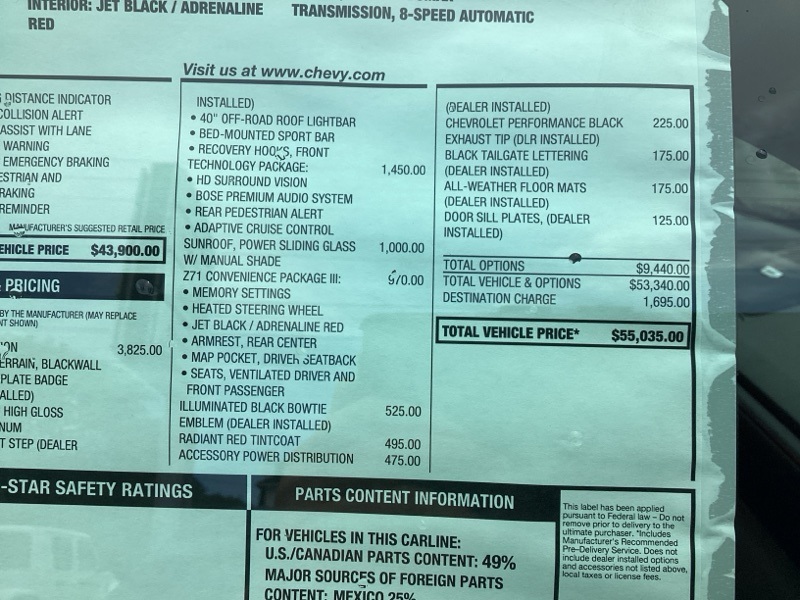 INTERIOR: JET BLACK / ADRENALINE
RED
TRANSMISSION, 8-SPEED AUTOMATIC
Visit us at www.chevy.com
DISTANCE INDICATOR
COLLISION ALERT
ASSIST WITH LANE
WARNING
EMERGENCY BRAKING
AND
REMINDER
MANUFACTURER'S SUGGESTED RETAIL PRICE
PRICE $43,900.00
PRICING
BY THE MANUFACTURER (MAY REPLACE
SHOWN)
3,825.00
BLACKWALL
PLATE BADGE
HIGH GLOSS
STEP (DEALER
INSTALLED)
• 40" OFF-ROAD ROOF LIGHTBAR
• BED-MOUNTED SPORT BAR
• RECOVERY HOOKS, FRONT
TECHNOLOGY PACKAGE: 1,450.00
• HD SURROUND VISION
• BOSE PREMIUM AUDIO SYSTEM
• REAR PEDESTRIAN ALERT
• ADAPTIVE CRUISE CONTROL
SUNROOF, POWER SLIDING GLASS 1,000.00
W/ MANUAL SHADE
Z71 CONVENIENCE PACKAGE III: 970.00
• MEMORY SETTINGS
• HEATED STEERING WHEEL
• JET BLACK / ADRENALINE RED
• ARMREST, REAR CENTER
• MAP POCKET, DRIVER SEATBACK
• SEATS, VENTILATED DRIVER AND
FRONT PASSENGER
ILLUMINATED BLACK BOWTIE 525.00
EMBLEM (DEALER INSTALLED)
RADIANT RED TINTCOAT 495.00
ACCESSORY POWER DISTRIBUTION 475.00
(DEALER INSTALLED)
CHEVROLET PERFORMANCE BLACK 225.00
EXHAUST TIP (DLR INSTALLED)
BLACK TAILGATE LETTERING 175.00
(DEALER INSTALLED)
ALL-WEATHER FLOOR MATS 175.00
(DEALER INSTALLED)
DOOR SILL PLATES, (DEALER 125.00
INSTALLED)
TOTAL OPTIONS $9,440.00
TOTAL VEHICLE & OPTIONS $53,340.00
DESTINATION CHARGE 1,695.00
TOTAL VEHICLE PRICE* $55,035.00
-STAR SAFETY RATINGS
PARTS CONTENT INFORMATION
FOR VEHICLES IN THIS CARLINE:
U.S./CANADIAN PARTS CONTENT: 49%
MAJOR SOURCES OF FOREIGN PARTS
CONTENT: MEXICO 25%
This label has been applied
pursuant to Federal law – Do not
remove prior to delivery to the
ultimate purchaser. *Includes
Manufacturer's Recommended
Pre-Delivery Service. Does not
include dealer installed options
and accessories not listed above,
local taxes or license fees.